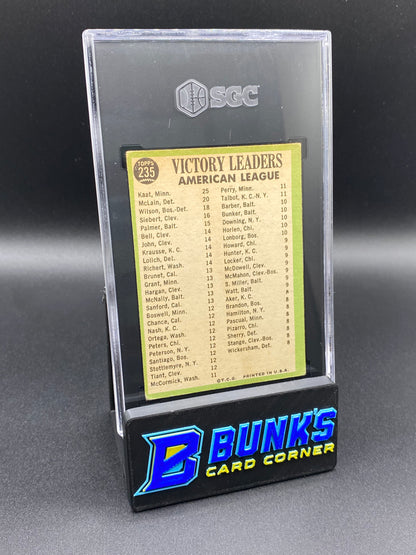 SGC
TOPPS
235
VICTORY LEADERS
AMERICAN LEAGUE
Kaat, Minn. 25
McLain, Det. 20
Wilson, Bos.-Det. 18
Siebert, Clev. 16
Palmer, Balt. 15
Bell, Clev. 14
John, Chi. 14
Krausse, K. C. 14
Lolich, Det. 14
Richert, Wash. 14
Brunet, Cal. 13
Grant, Minn. 13
Hargan, Clev. 13
McNally, Balt. 13
Sanford, Cal. 13
Boswell, Minn. 12
Chance, Cal. 12
Nash, K. C. 12
Ortega, Wash. 12
Peters, Chi. 12
Peterson, N. Y. 12
Santiago, Bos. 12
Stottlemyre, N. Y. 12
Tiant, Clev. 12
McCormick, Wash. 11
Perry, Minn. 11
Talbot, K. C.-N. Y. 11
Barber, Balt. 10
Bunker, Balt. 10
Downing, N. Y. 10
Horlen, Chi. 10
Lonborg, Bos. 10
Howard, Chi. 9
Hunter, K. C. 9
Locker, Chi. 9
McDowell, Clev. 9
McMahon, Clev.-Bos. 9
S. Miller, Balt. 9
Watt, Balt. 9
Aker, K. C. 8
Brandon, Bos. 8
Hamilton, N. Y. 8
Pascual, Minn. 8
Pizarro, Chi. 8
Sherry, Det. 8
Stange, Clev.-Bos. 8
Wickersham, Det. 8
©T.C.G. PRINTED IN U.S.A.
B BUNK'S
CARD CORNER